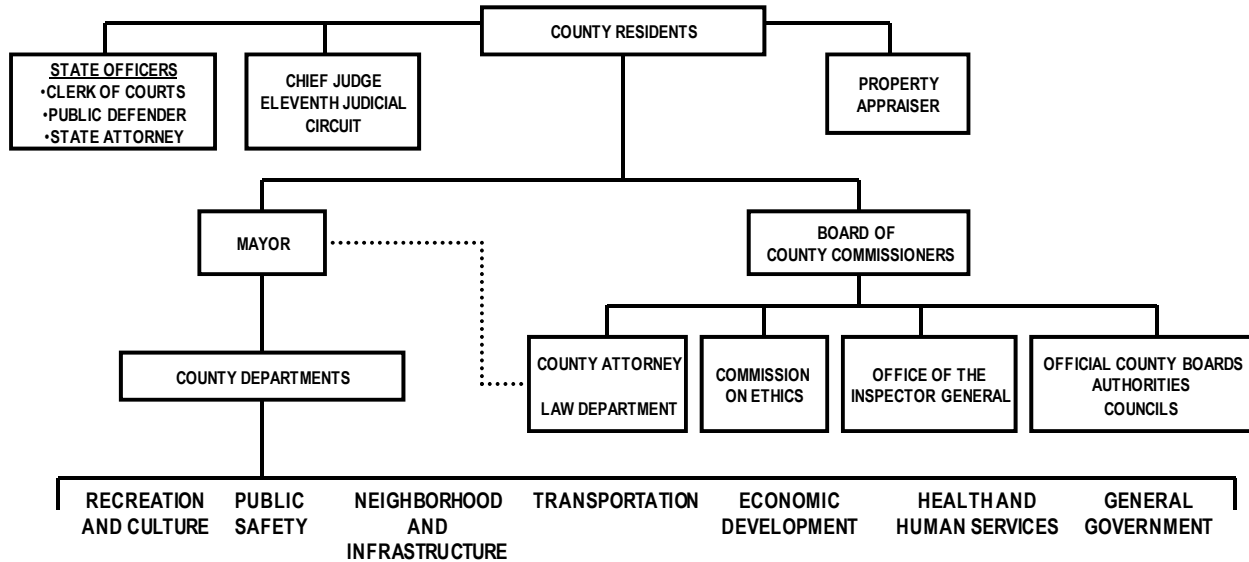 COUNTY RESIDENTS
STATE OFFICERS
•CLERK OF COURTS
•PUBLIC DEFENDER
•STATE ATTORNEY
CHIEF JUDGE
ELEVENTH JUDICIAL
CIRCUIT
PROPERTY
APPRAISER
MAYOR
BOARD OF
COUNTY COMMISSIONERS
COUNTY DEPARTMENTS
COUNTY ATTORNEY
LAW DEPARTMENT
COMMISSION
ON ETHICS
OFFICE OF THE
INSPECTOR GENERAL
OFFICIAL COUNTY BOARDS
AUTHORITIES
COUNCILS
RECREATION
AND CULTURE
PUBLIC
SAFETY
NEIGHBORHOOD
AND
INFRASTRUCTURE
TRANSPORTATION
ECONOMIC
DEVELOPMENT
HEALTH AND
HUMAN SERVICES
GENERAL
GOVERNMENT